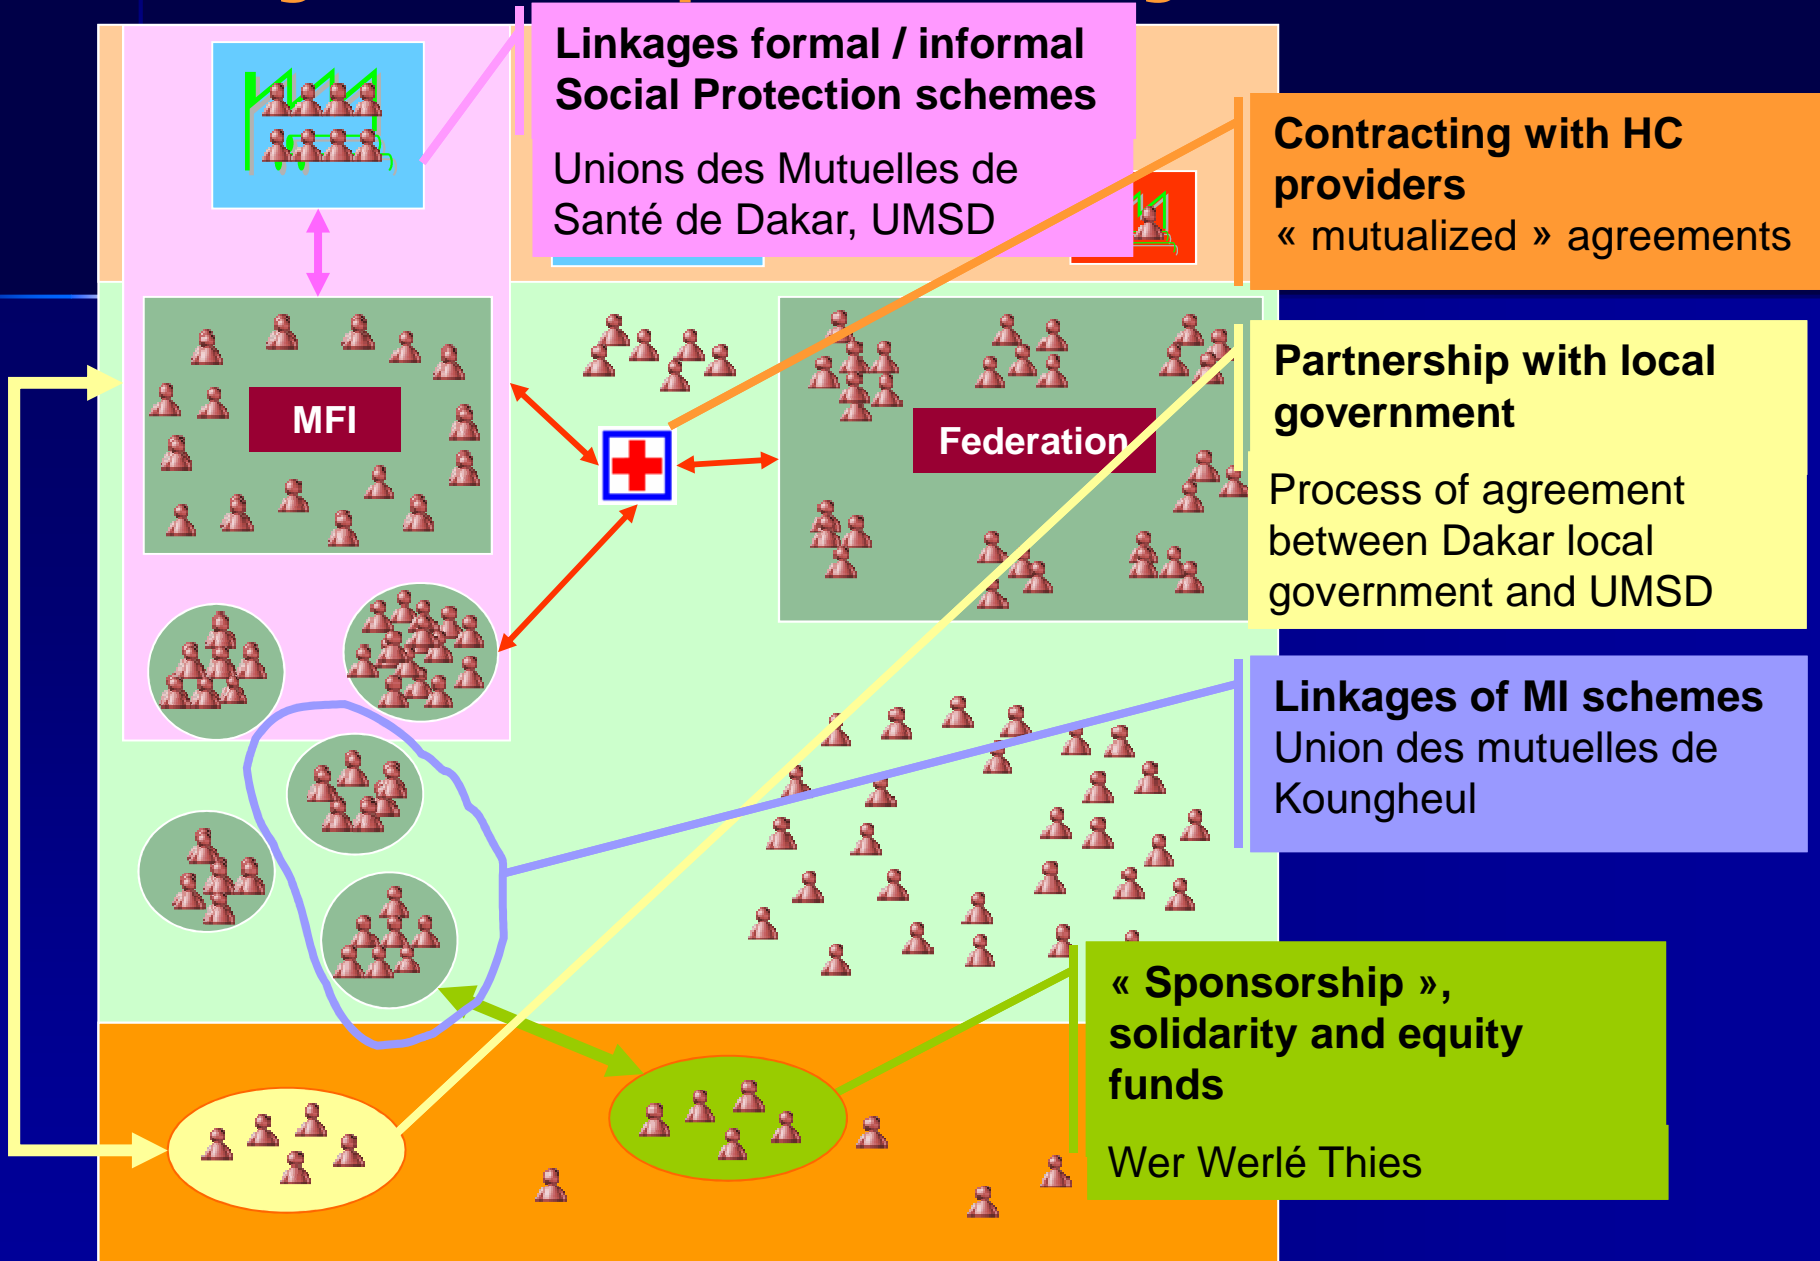 Linkages formal / informal
Social Protection schemes
Unions des Mutuelles de
Santé de Dakar, UMSD
Contracting with HC
providers
« mutualized » agreements
MFI
Federation
Partnership with local
government
Process of agreement
between Dakar local
government and UMSD
Linkages of MI schemes
Union des mutuelles de
Koungheul
« Sponsorship »,
solidarity and equity
funds
Wer Werlé Thies